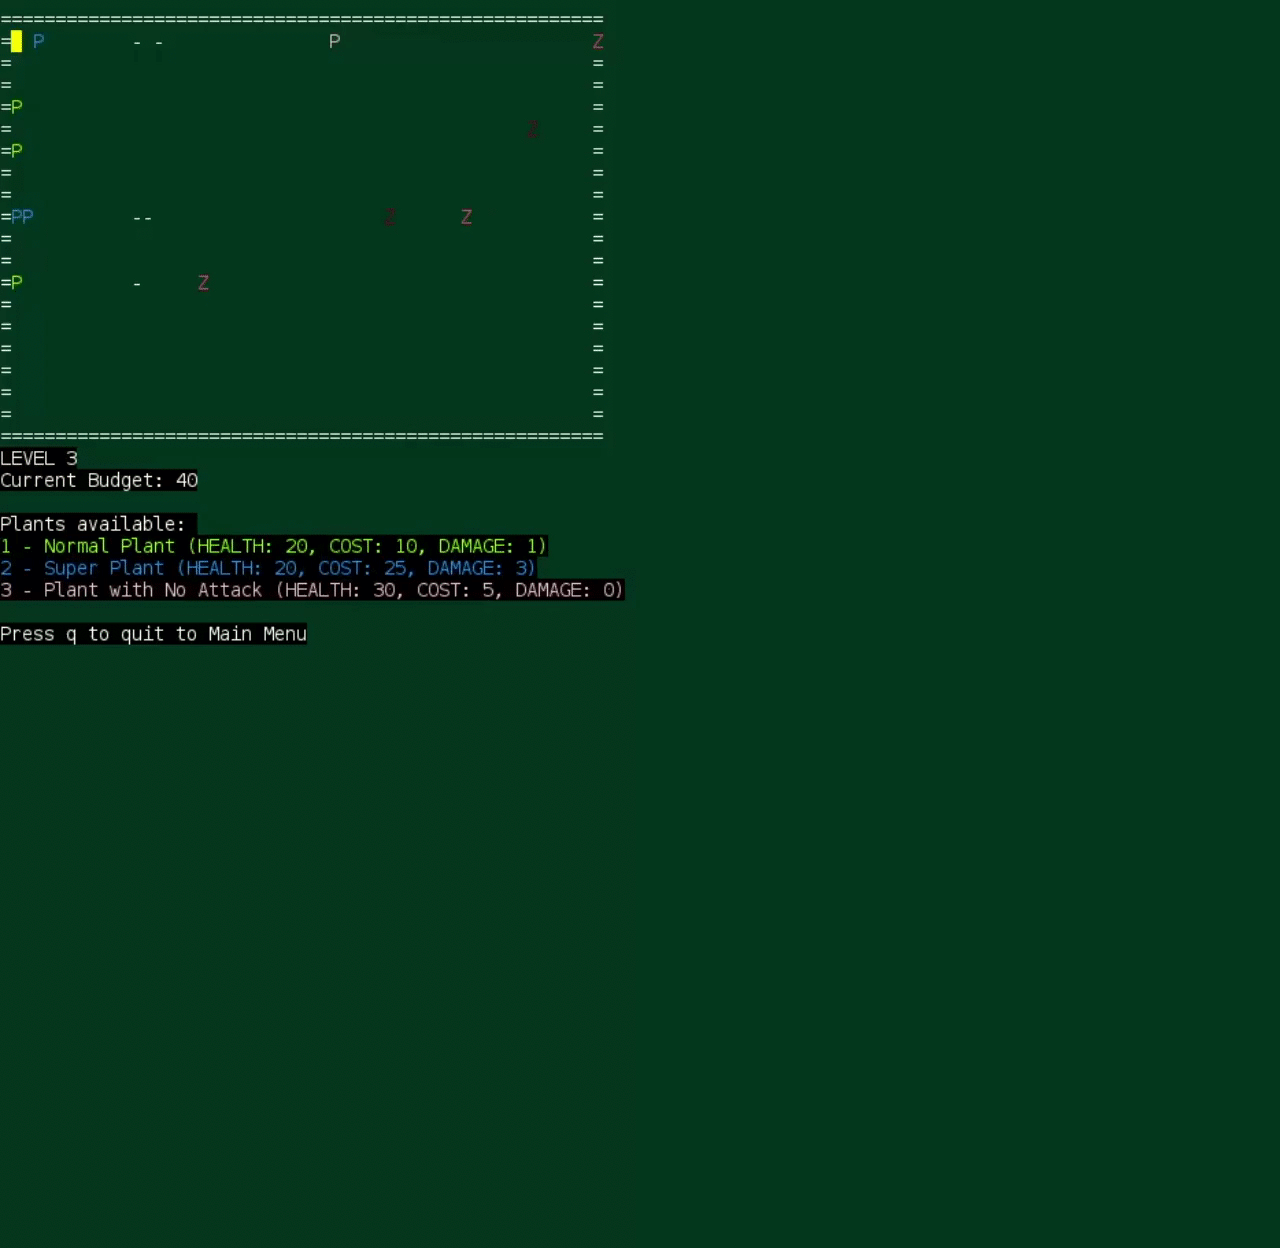 =======================================================
=  P        - -               P                       Z
=                                                     =
=                                                     =
=P                                                    =
=                                               Z     =
=P                                                    =
=                                                     =
=                                                     =
=PP         --                     Z      Z           =
=                                                     =
=                                                     =
=P          -     Z                                   =
=                                                     =
=                                                     =
=                                                     =
=                                                     =
=                                                     =
=                                                     =
=======================================================
LEVEL 3
Current Budget: 40
Plants available:
1 - Normal Plant (HEALTH: 20, COST: 10, DAMAGE: 1)
2 - Super Plant (HEALTH: 20, COST: 25, DAMAGE: 3)
3 - Plant with No Attack (HEALTH: 30, COST: 5, DAMAGE: 0)
Press q to quit to Main Menu